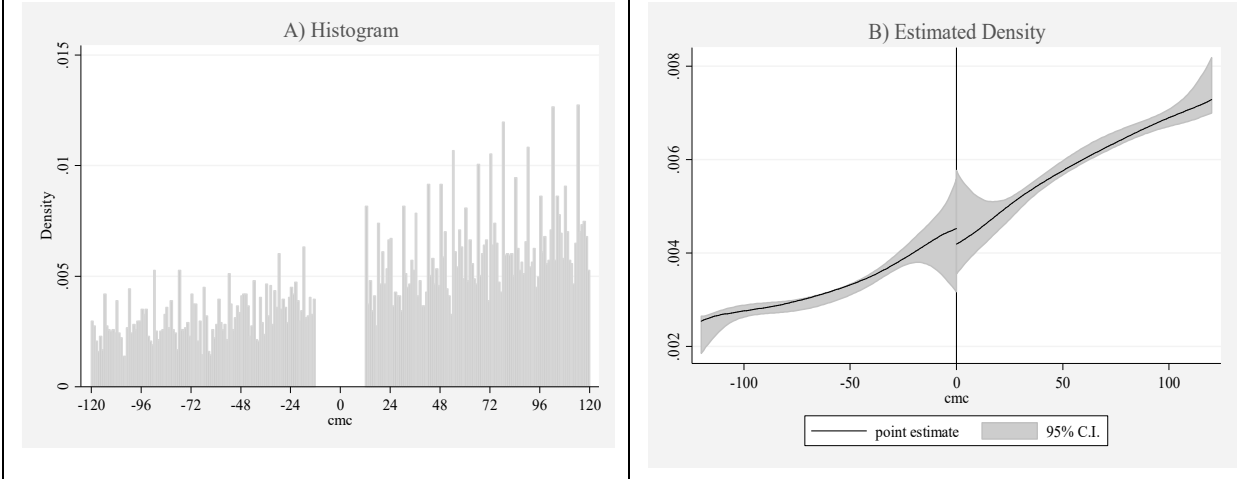 A) Histogram
.015
.01
.005
0
Density
-120 -96 -72 -48 -24 0 24 48 72 96 120
cmc
B) Estimated Density
.008
.006
.004
.002
-100 -50 0 50 100
cmc
point estimate 95% C.I.